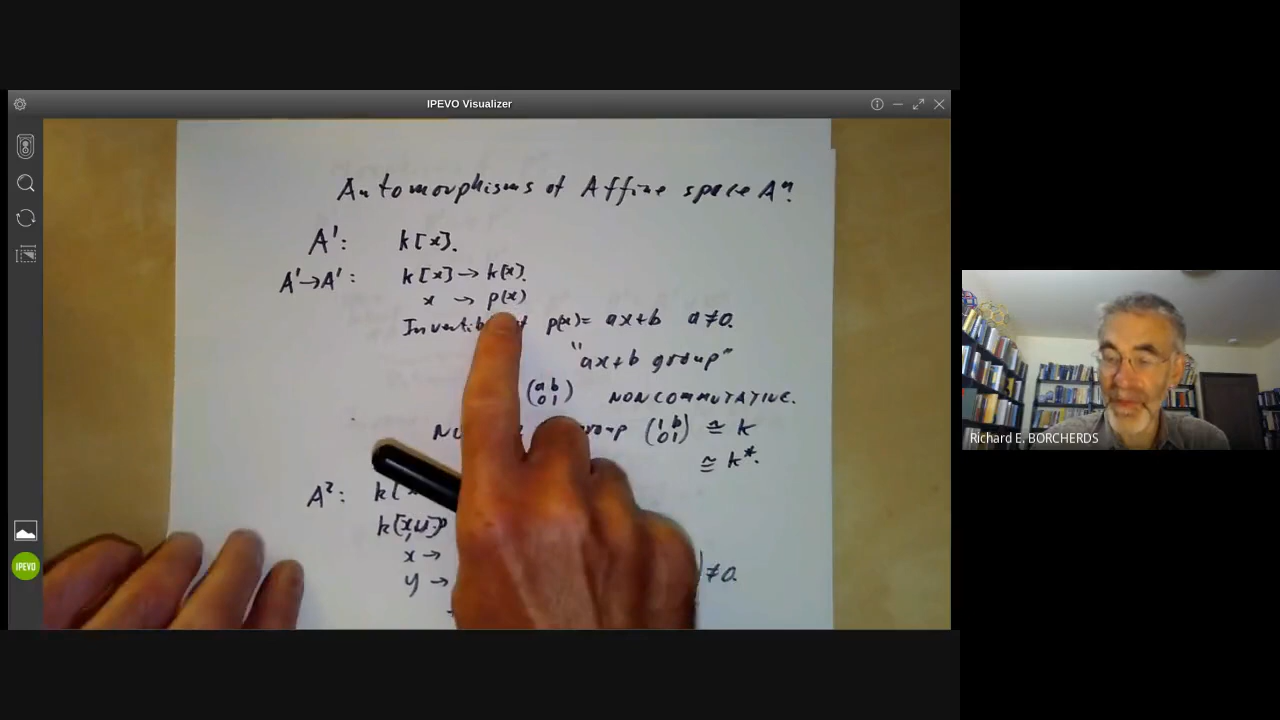 IPEVO Visualizer
Automorphisms of Affine space Aⁿ.
A¹: k[x].
A¹→A¹: k[x] → k[x].
x → p(x)
p(x) = ax+b a≠0.
"ax+b group"
(a b
0 1) NONCOMMUTATIVE.
(1 b
0 1) ≅ k
≅ k*.
A²: k[
k[x,y]
x →
y → ≠0.
IPEVO
Richard E. BORCHERDS